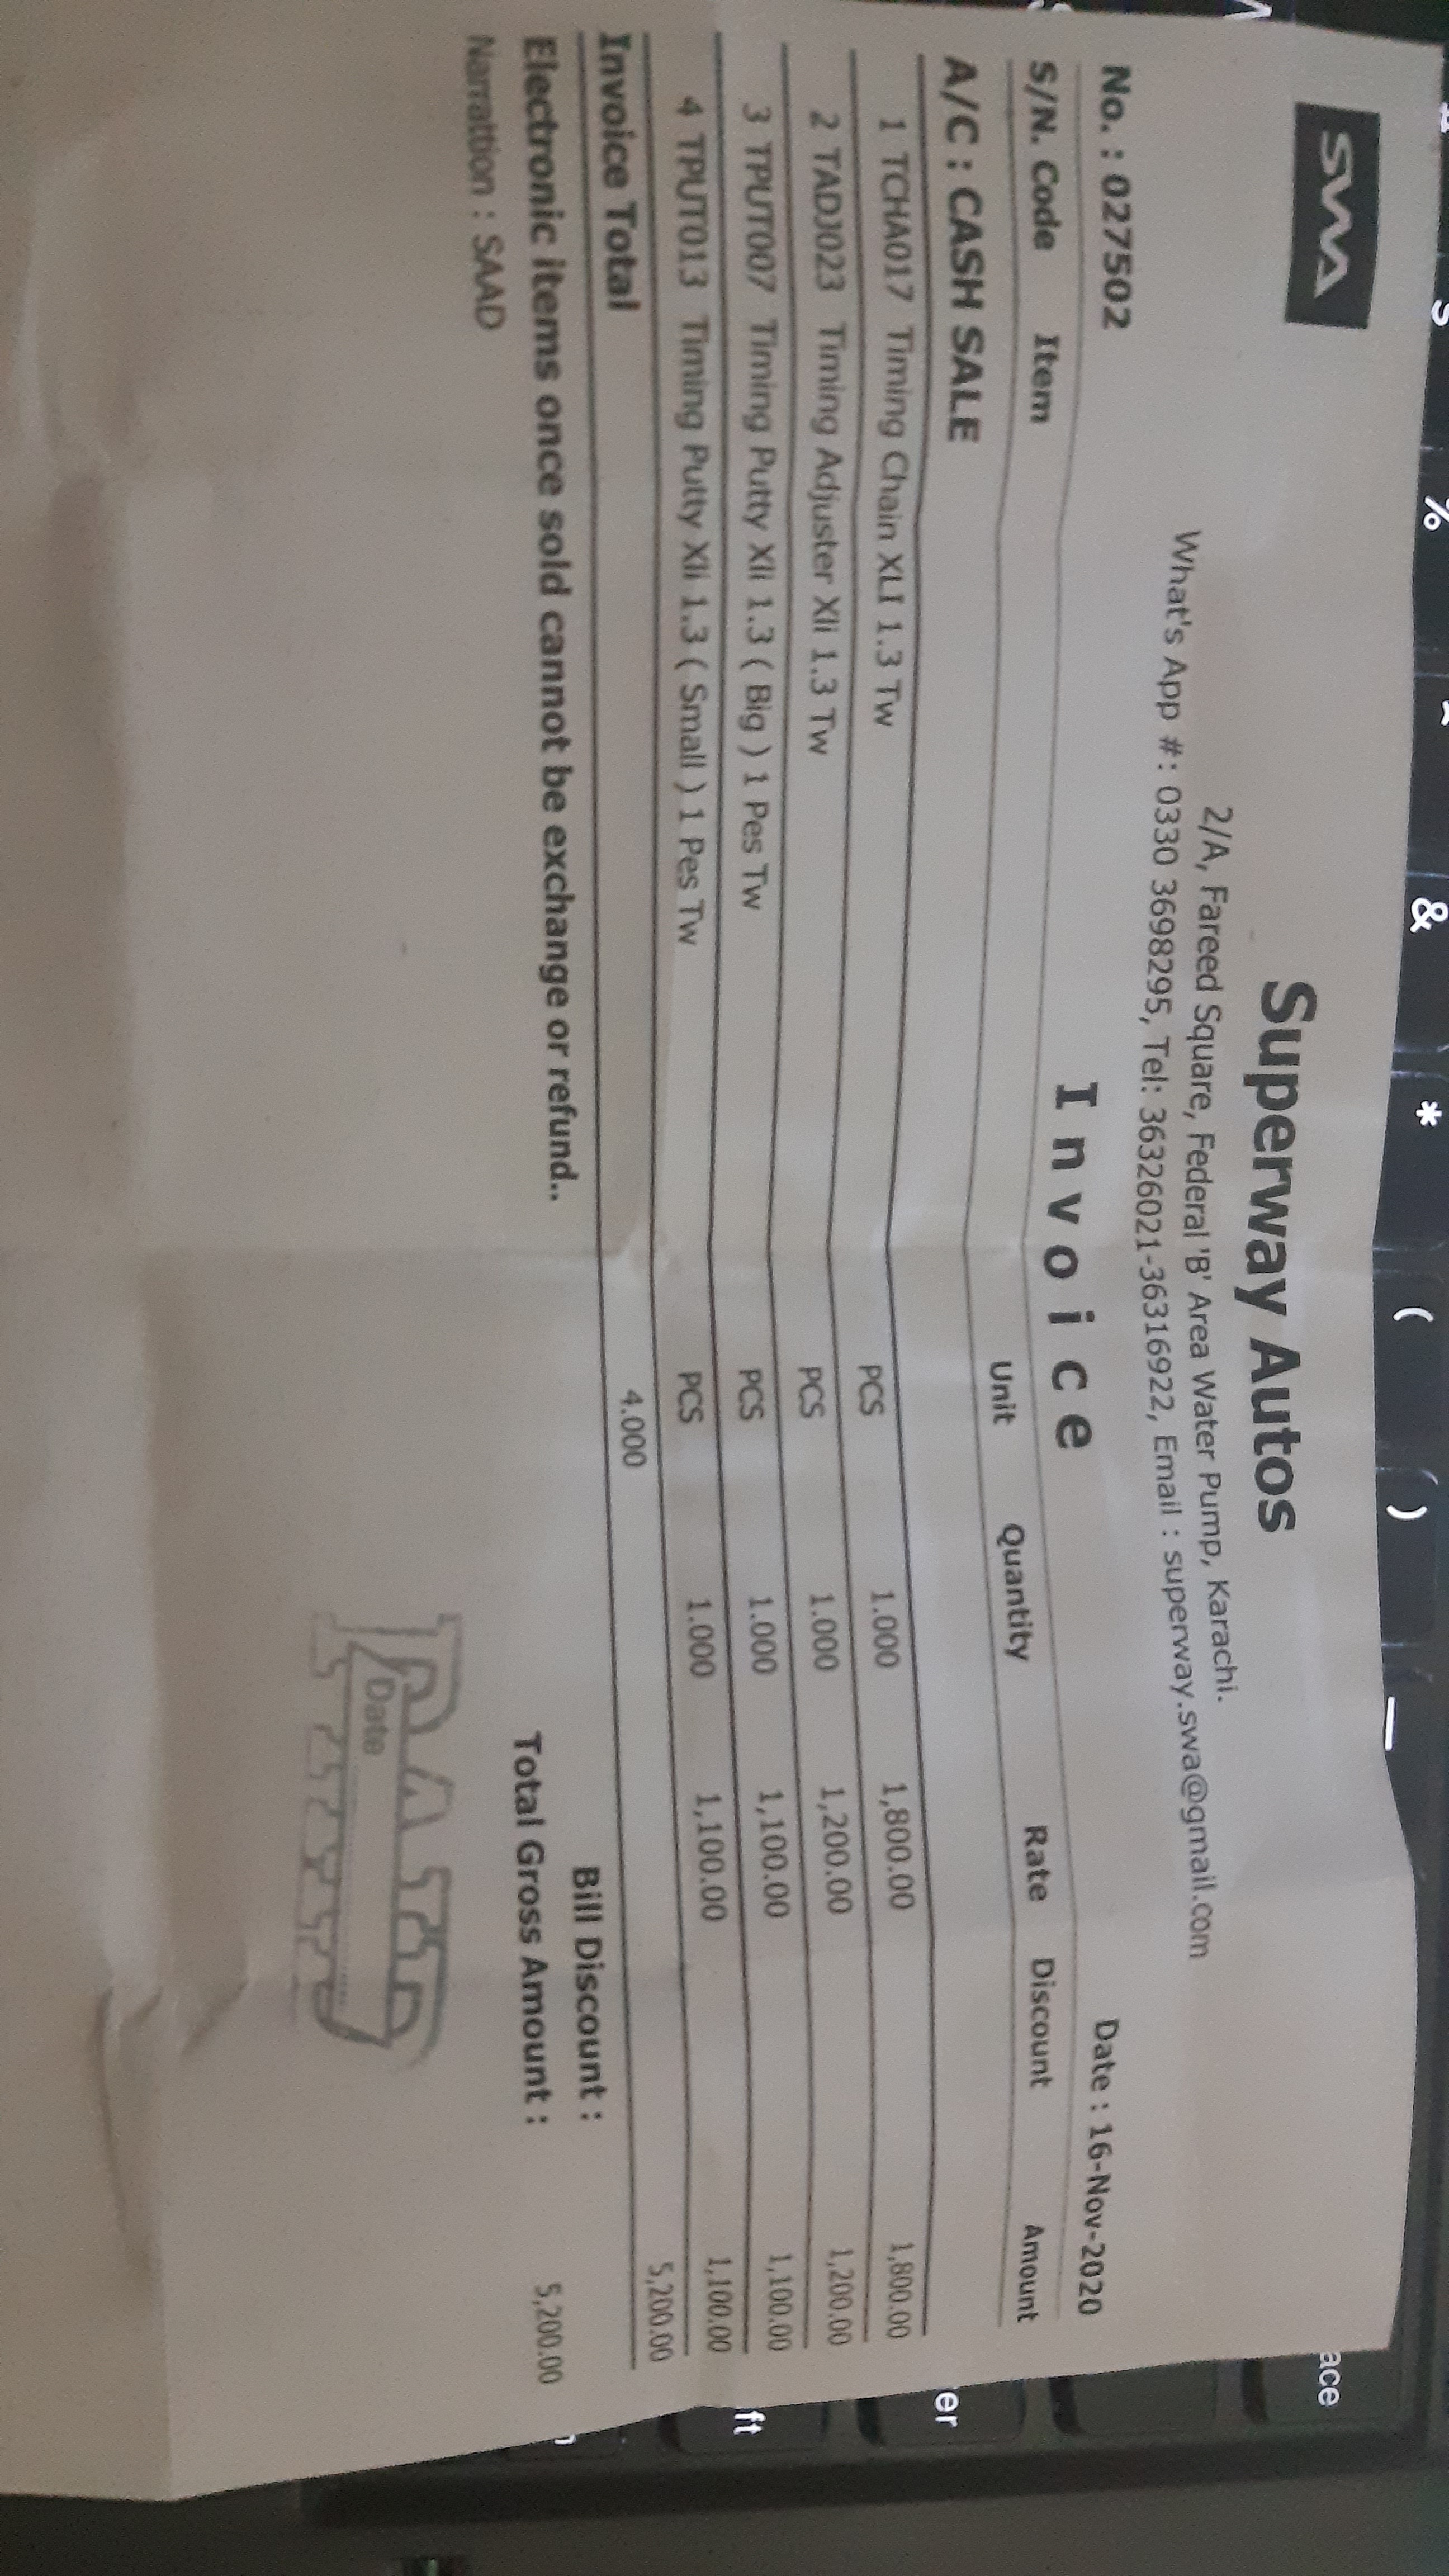 SWA
Superway Autos
2/A, Fareed Square, Federal 'B' Area Water Pump, Karachi.
What's App #: 0330 3698295, Tel: 36326021-36316922, Email : superway.swa@gmail.com
No. : 027502 Invoice Date : 16-Nov-2020
S/N. Code Item Unit Quantity Rate Discount Amount
A/C : CASH SALE
1 TCHA017 Timing Chain XLI 1.3 Tw PCS 1.000 1,800.00 1,800.00
2 TADJ023 Timing Adjuster Xli 1.3 Tw PCS 1.000 1,200.00 1,200.00
3 TPUT007 Timing Putty Xli 1.3 ( Big ) 1 Pes Tw PCS 1.000 1,100.00 1,100.00
4 TPUT013 Timing Putty Xli 1.3 ( Small ) 1 Pes Tw PCS 1.000 1,100.00 1,100.00
Invoice Total 4.000 5,200.00
Bill Discount :
Electronic items once sold cannot be exchange or refund.. Total Gross Amount : 5,200.00
Narrattion : SAAD
Date
% & * ( ) _
ace
er
ft